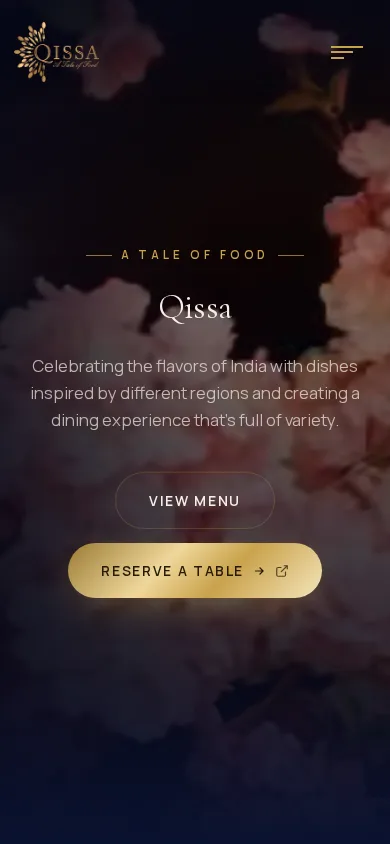 QISSA
A Tale of Food
A TALE OF FOOD
Qissa
Celebrating the flavors of India with dishes
inspired by different regions and creating a
dining experience that's full of variety.
VIEW MENU
RESERVE A TABLE